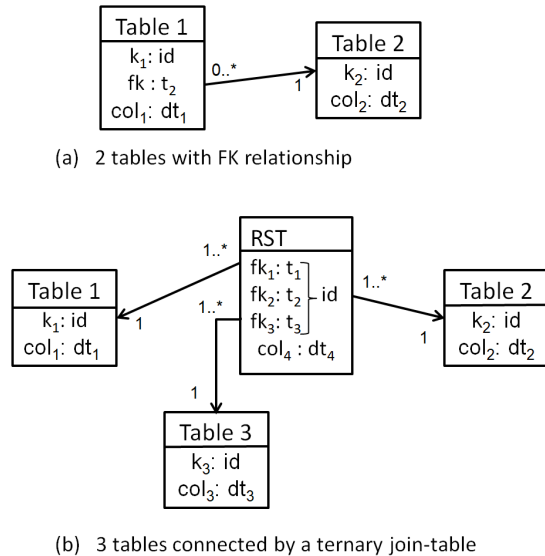 Table 1
k₁: id
fk : t₂
col₁: dt₁
0..*
1
Table 2
k₂: id
col₂: dt₂
(a) 2 tables with FK relationship
RST
fk₁: t₁
fk₂: t₂
id
fk₃: t₃
col₄ : dt₄
1..*
1..*
1..*
Table 1
k₁: id
col₁: dt₁
1
Table 2
k₂: id
col₂: dt₂
1
1
Table 3
k₃: id
col₃: dt₃
(b) 3 tables connected by a ternary join-table